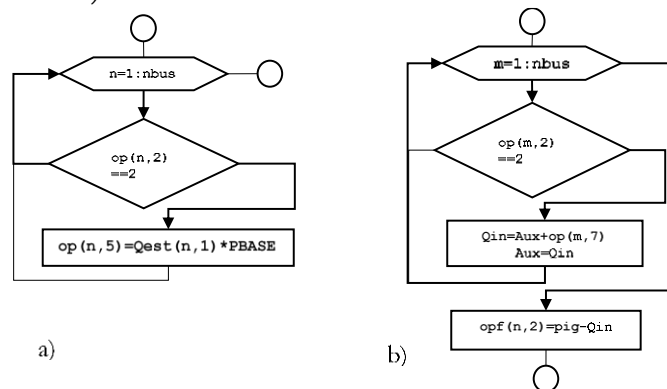 n=1:nbus
op(n,2)
==2
op(n,5)=Qest(n,1)*PBASE
a)
m=1:nbus
op(m,2)
==2
Qin=Aux+op(m,7)
Aux=Qin
opf(n,2)=pig-Qin
b)